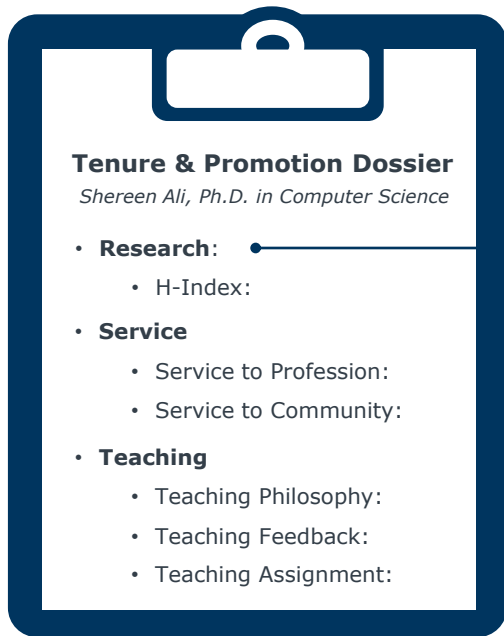 Tenure & Promotion Dossier
Shereen Ali, Ph.D. in Computer Science
• Research:
• H-Index:
• Service
• Service to Profession:
• Service to Community:
• Teaching
• Teaching Philosophy:
• Teaching Feedback:
• Teaching Assignment: